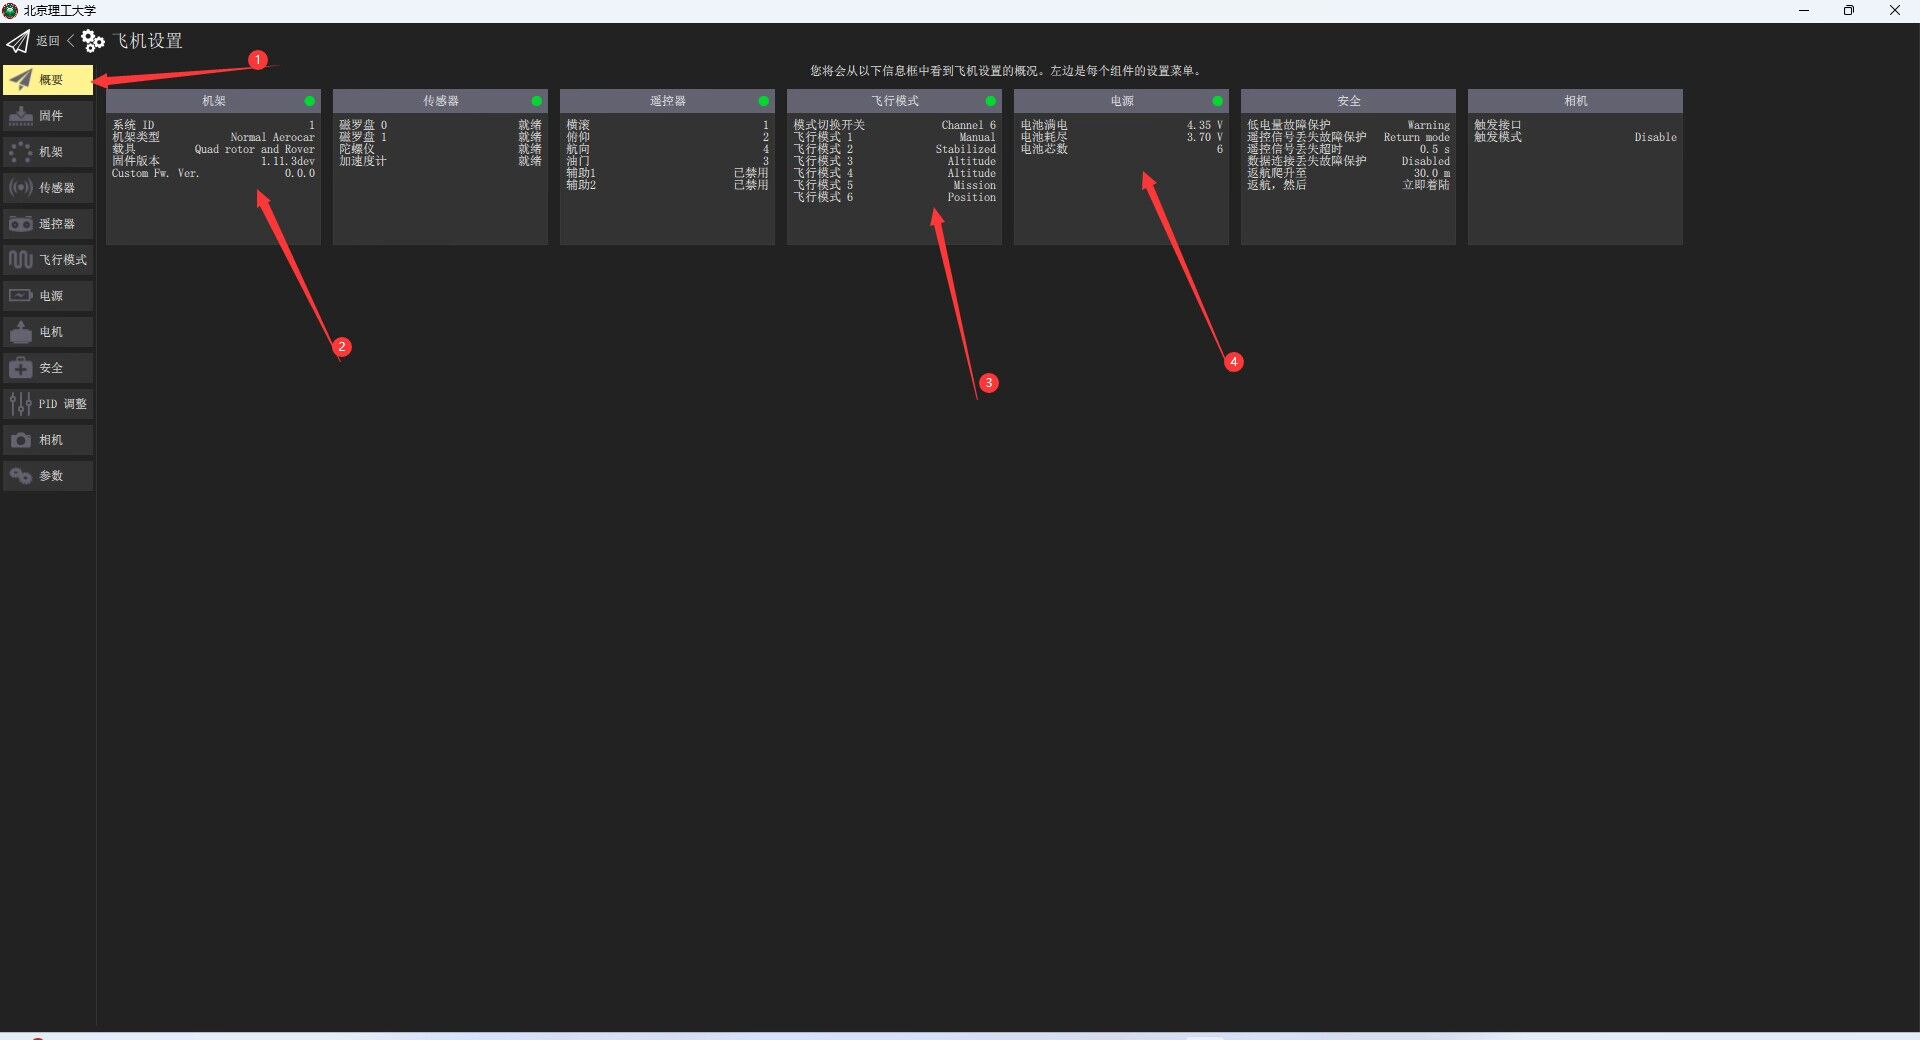 北京理工大学
返回
飞机设置
概要
固件
机架
传感器
遥控器
飞行模式
电源
电机
安全
PID 调整
相机
参数
您将会从以下信息框中看到飞机设置的概况。左边是每个组件的设置菜单。
机架
系统 ID 1
机架类型 Normal Aerocar
载具 Quad rotor and Rover
固件版本 1.11.3dev
Custom Fw. Ver. 0.0.0
传感器
磁罗盘 0 就绪
磁罗盘 1 就绪
陀螺仪 就绪
加速度计 就绪
遥控器
横滚 1
俯仰 2
航向 4
油门 3
辅助1 已禁用
辅助2 已禁用
飞行模式
模式切换开关 Channel 6
飞行模式 1 Manual
飞行模式 2 Stabilized
飞行模式 3 Altitude
飞行模式 4 Altitude
飞行模式 5 Mission
飞行模式 6 Position
电源
电池满电 4.35 V
电池耗尽 3.70 V
电池芯数 6
安全
低电量故障保护 Warning
遥控信号丢失故障保护 Return mode
遥控信号丢失超时 0.5 s
数据连接丢失故障保护 Disabled
返航爬升至 30.0 m
返航，然后 立即着陆
相机
触发接口
触发模式 Disable
1
2
3
4